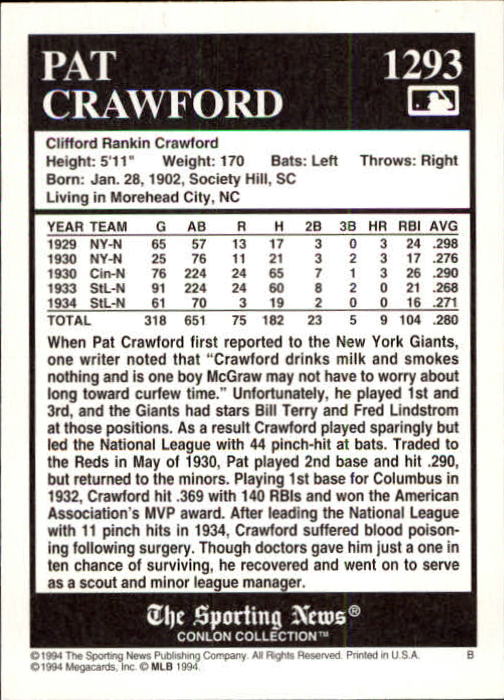 PAT
CRAWFORD
1293
Clifford Rankin Crawford
Height: 5'11" Weight: 170 Bats: Left Throws: Right
Born: Jan. 28, 1902, Society Hill, SC
Living in Morehead City, NC
YEAR TEAM G AB R H 2B 3B HR RBI AVG
1929 NY-N 65 57 13 17 3 0 3 24 .298
1930 NY-N 25 76 11 21 3 2 3 17 .276
1930 Cin-N 76 224 24 65 7 1 3 26 .290
1933 StL-N 91 224 24 60 8 2 0 21 .268
1934 StL-N 61 70 3 19 2 0 0 16 .271
TOTAL 318 651 75 182 23 5 9 104 .280
When Pat Crawford first reported to the New York Giants,
one writer noted that “Crawford drinks milk and smokes
nothing and is one boy McGraw may not have to worry about
long toward curfew time.” Unfortunately, he played 1st and
3rd, and the Giants had stars Bill Terry and Fred Lindstrom
at those positions. As a result Crawford played sparingly but
led the National League with 44 pinch-hit at bats. Traded to
the Reds in May of 1930, Pat played 2nd base and hit .290,
but returned to the minors. Playing 1st base for Columbus in
1932, Crawford hit .369 with 140 RBIs and won the American
Association's MVP award. After leading the National League
with 11 pinch hits in 1934, Crawford suffered blood poison-
ing following surgery. Though doctors gave him just a one in
ten chance of surviving, he recovered and went on to serve
as a scout and minor league manager.
The Sporting News®
CONLON COLLECTION™
©1994 The Sporting News Publishing Company. All Rights Reserved. Printed in U.S.A. B
©1994 Megacards, Inc. © MLB 1994.